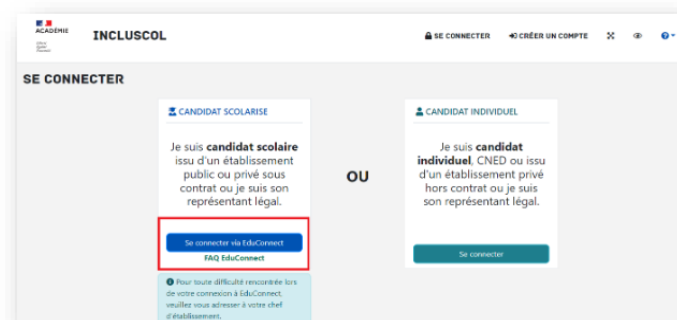 ACADÉMIE
INCLUSCOL
SE CONNECTER
CRÉER UN COMPTE
SE CONNECTER
CANDIDAT SCOLARISE
Je suis candidat scolaire
issu d'un établissement
public ou privé sous
contrat ou je suis son
représentant légal.
Se connecter via EduConnect
FAQ EduConnect
Pour toute difficulté rencontrée lors
de votre connexion à EduConnect,
veuillez vous adresser à votre chef
d'établissement.
OU
CANDIDAT INDIVIDUEL
Je suis candidat
individuel, CNED ou issu
d'un établissement privé
hors contrat ou je suis
son représentant légal.
Se connecter